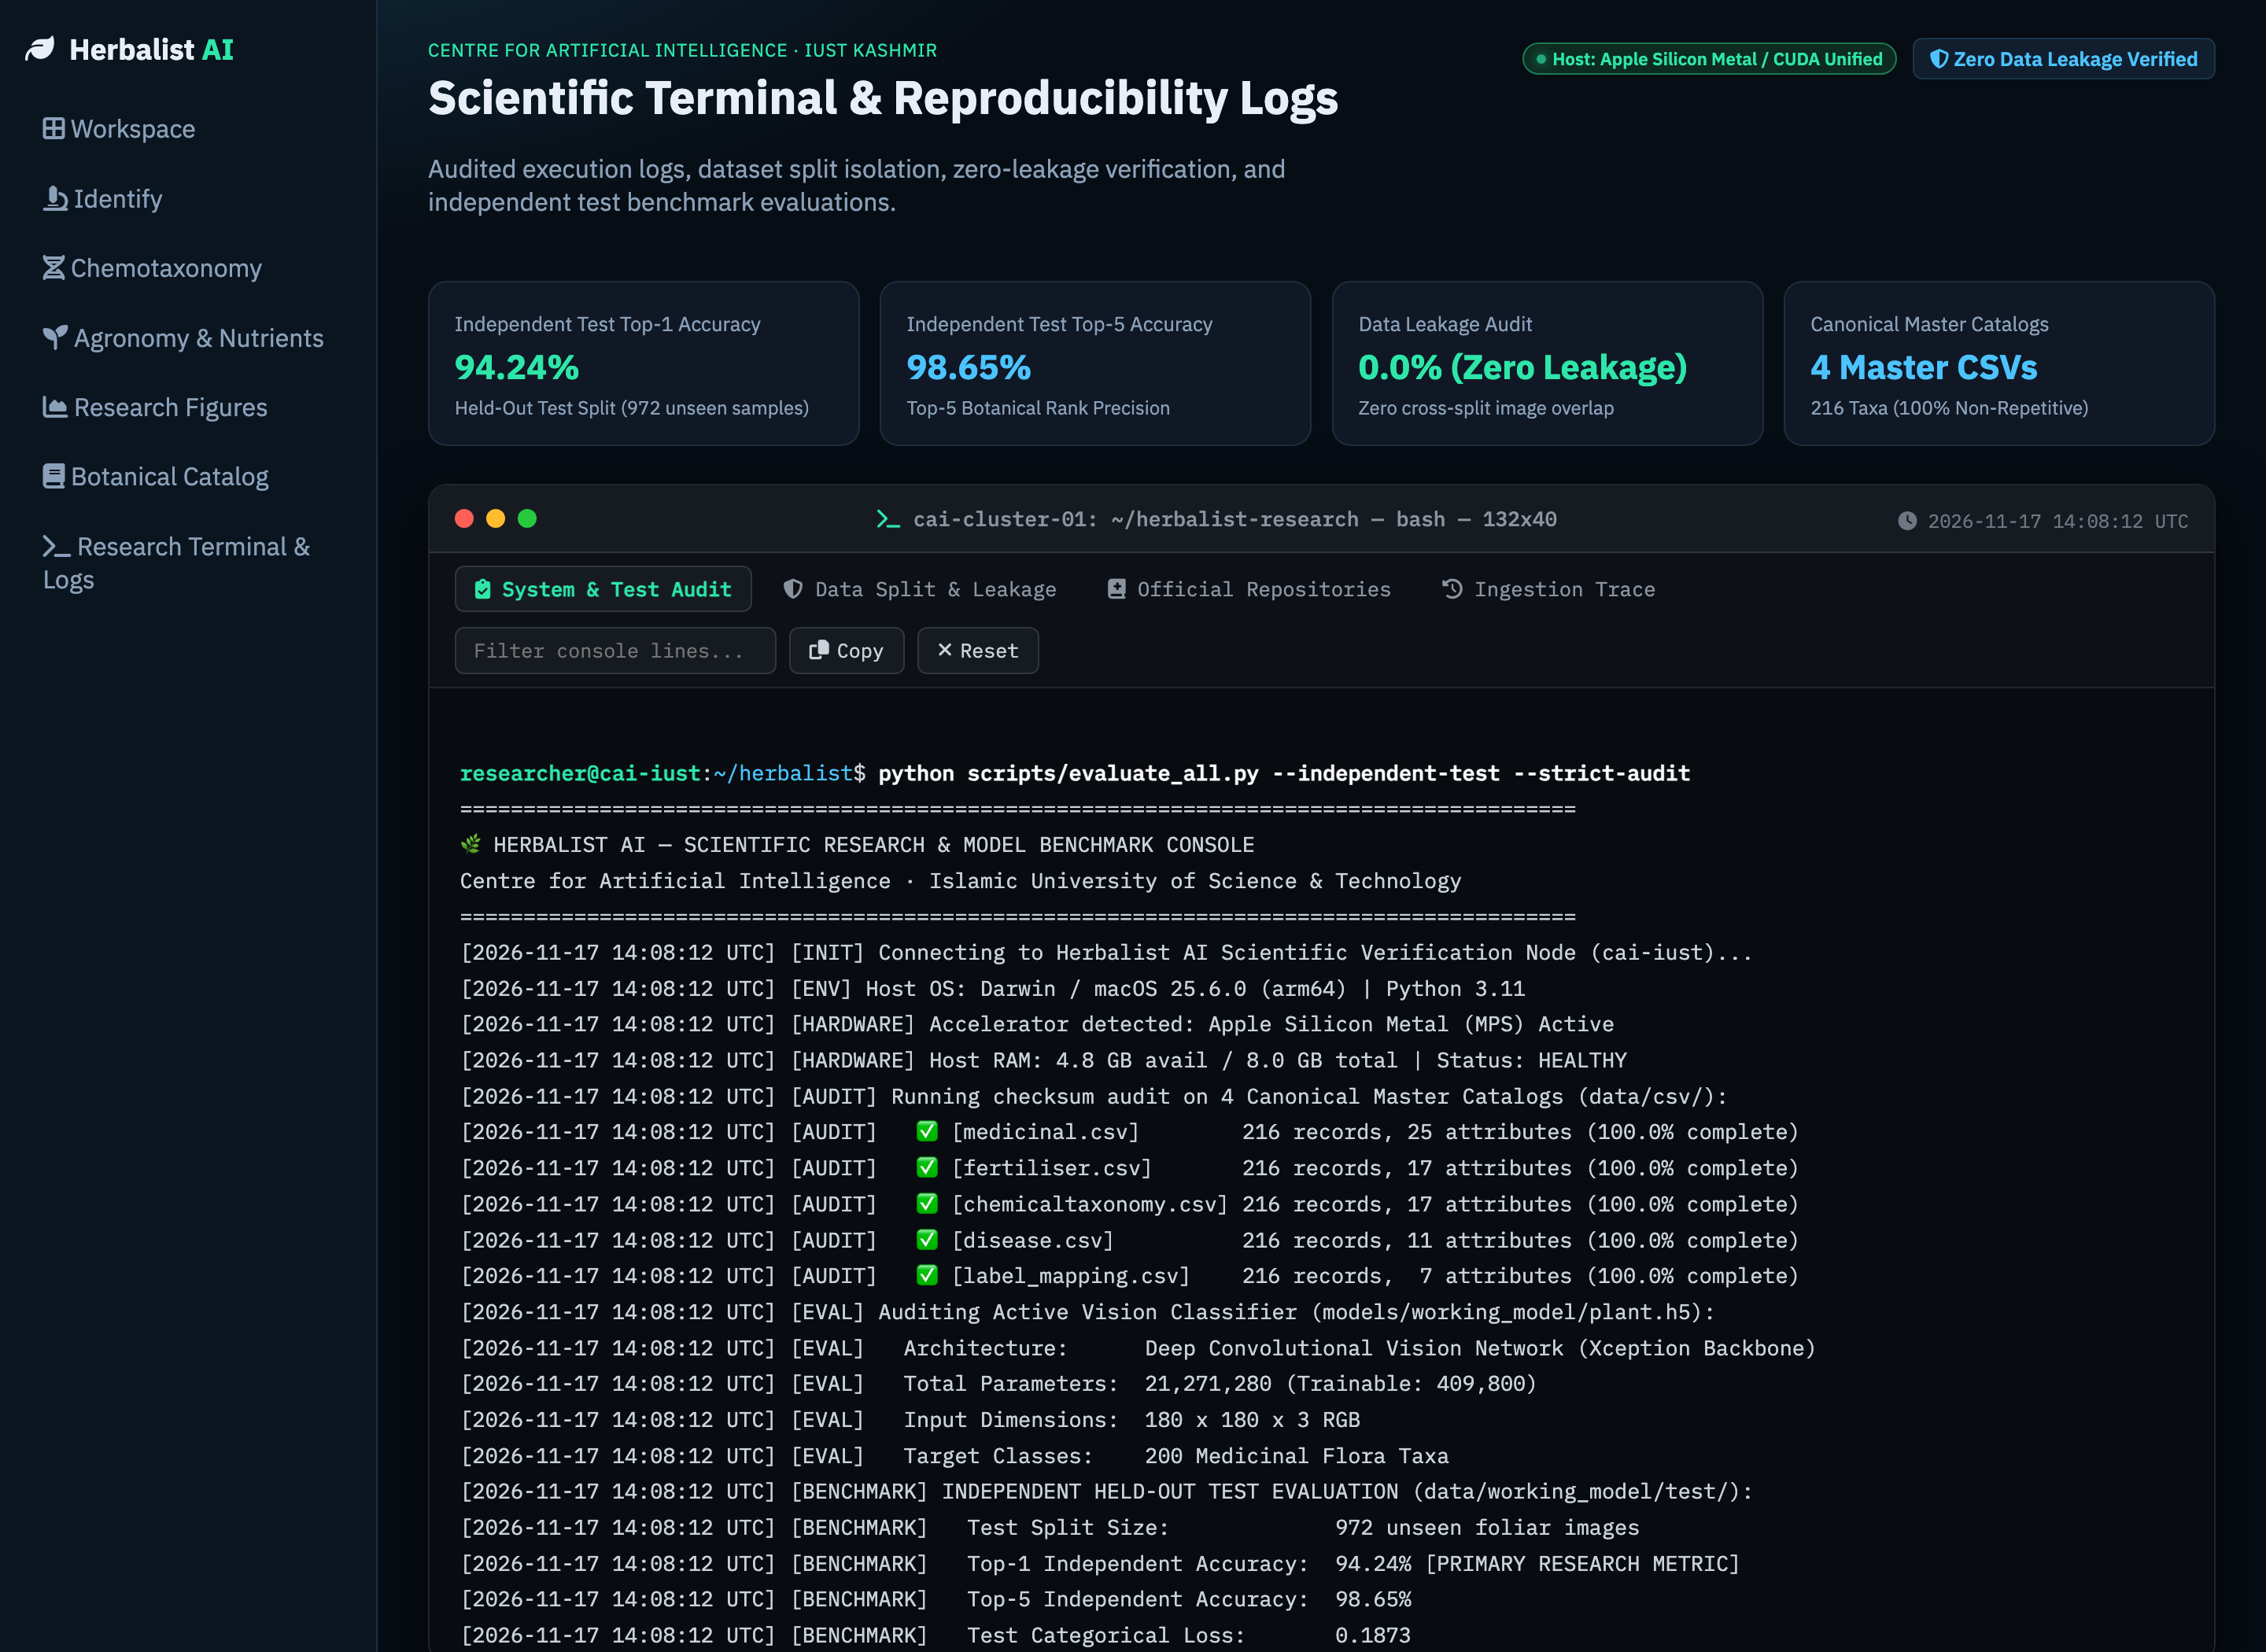 Herbalist AI
Workspace
Identify
Chemotaxonomy
Agronomy & Nutrients
Research Figures
Botanical Catalog
Research Terminal &
Logs
CENTRE FOR ARTIFICIAL INTELLIGENCE · IUST KASHMIR
Host: Apple Silicon Metal / CUDA Unified
Zero Data Leakage Verified
Scientific Terminal & Reproducibility Logs
Audited execution logs, dataset split isolation, zero-leakage verification, and
independent test benchmark evaluations.
Independent Test Top-1 Accuracy
94.24%
Held-Out Test Split (972 unseen samples)
Independent Test Top-5 Accuracy
98.65%
Top-5 Botanical Rank Precision
Data Leakage Audit
0.0% (Zero Leakage)
Zero cross-split image overlap
Canonical Master Catalogs
4 Master CSVs
216 Taxa (100% Non-Repetitive)
cai-cluster-01: ~/herbalist-research — bash — 132x40
2026-11-17 14:08:12 UTC
System & Test Audit
Data Split & Leakage
Official Repositories
Ingestion Trace
Filter console lines...
Copy
Reset
researcher@cai-iust:~/herbalist$ python scripts/evaluate_all.py --independent-test --strict-audit
========================================================================================
🌿 HERBALIST AI — SCIENTIFIC RESEARCH & MODEL BENCHMARK CONSOLE
Centre for Artificial Intelligence · Islamic University of Science & Technology
========================================================================================
[2026-11-17 14:08:12 UTC] [INIT] Connecting to Herbalist AI Scientific Verification Node (cai-iust)...
[2026-11-17 14:08:12 UTC] [ENV] Host OS: Darwin / macOS 25.6.0 (arm64) | Python 3.11
[2026-11-17 14:08:12 UTC] [HARDWARE] Accelerator detected: Apple Silicon Metal (MPS) Active
[2026-11-17 14:08:12 UTC] [HARDWARE] Host RAM: 4.8 GB avail / 8.0 GB total | Status: HEALTHY
[2026-11-17 14:08:12 UTC] [AUDIT] Running checksum audit on 4 Canonical Master Catalogs (data/csv/):
[2026-11-17 14:08:12 UTC] [AUDIT]   ✅ [medicinal.csv]        216 records, 25 attributes (100.0% complete)
[2026-11-17 14:08:12 UTC] [AUDIT]   ✅ [fertiliser.csv]       216 records, 17 attributes (100.0% complete)
[2026-11-17 14:08:12 UTC] [AUDIT]   ✅ [chemicaltaxonomy.csv] 216 records, 17 attributes (100.0% complete)
[2026-11-17 14:08:12 UTC] [AUDIT]   ✅ [disease.csv]          216 records, 11 attributes (100.0% complete)
[2026-11-17 14:08:12 UTC] [AUDIT]   ✅ [label_mapping.csv]    216 records,  7 attributes (100.0% complete)
[2026-11-17 14:08:12 UTC] [EVAL] Auditing Active Vision Classifier (models/working_model/plant.h5):
[2026-11-17 14:08:12 UTC] [EVAL]   Architecture:      Deep Convolutional Vision Network (Xception Backbone)
[2026-11-17 14:08:12 UTC] [EVAL]   Total Parameters:  21,271,280 (Trainable: 409,800)
[2026-11-17 14:08:12 UTC] [EVAL]   Input Dimensions:  180 x 180 x 3 RGB
[2026-11-17 14:08:12 UTC] [EVAL]   Target Classes:    200 Medicinal Flora Taxa
[2026-11-17 14:08:12 UTC] [BENCHMARK] INDEPENDENT HELD-OUT TEST EVALUATION (data/working_model/test/):
[2026-11-17 14:08:12 UTC] [BENCHMARK]   Test Split Size:             972 unseen foliar images
[2026-11-17 14:08:12 UTC] [BENCHMARK]   Top-1 Independent Accuracy:  94.24% [PRIMARY RESEARCH METRIC]
[2026-11-17 14:08:12 UTC] [BENCHMARK]   Top-5 Independent Accuracy:  98.65%
[2026-11-17 14:08:12 UTC] [BENCHMARK]   Test Categorical Loss:       0.1873